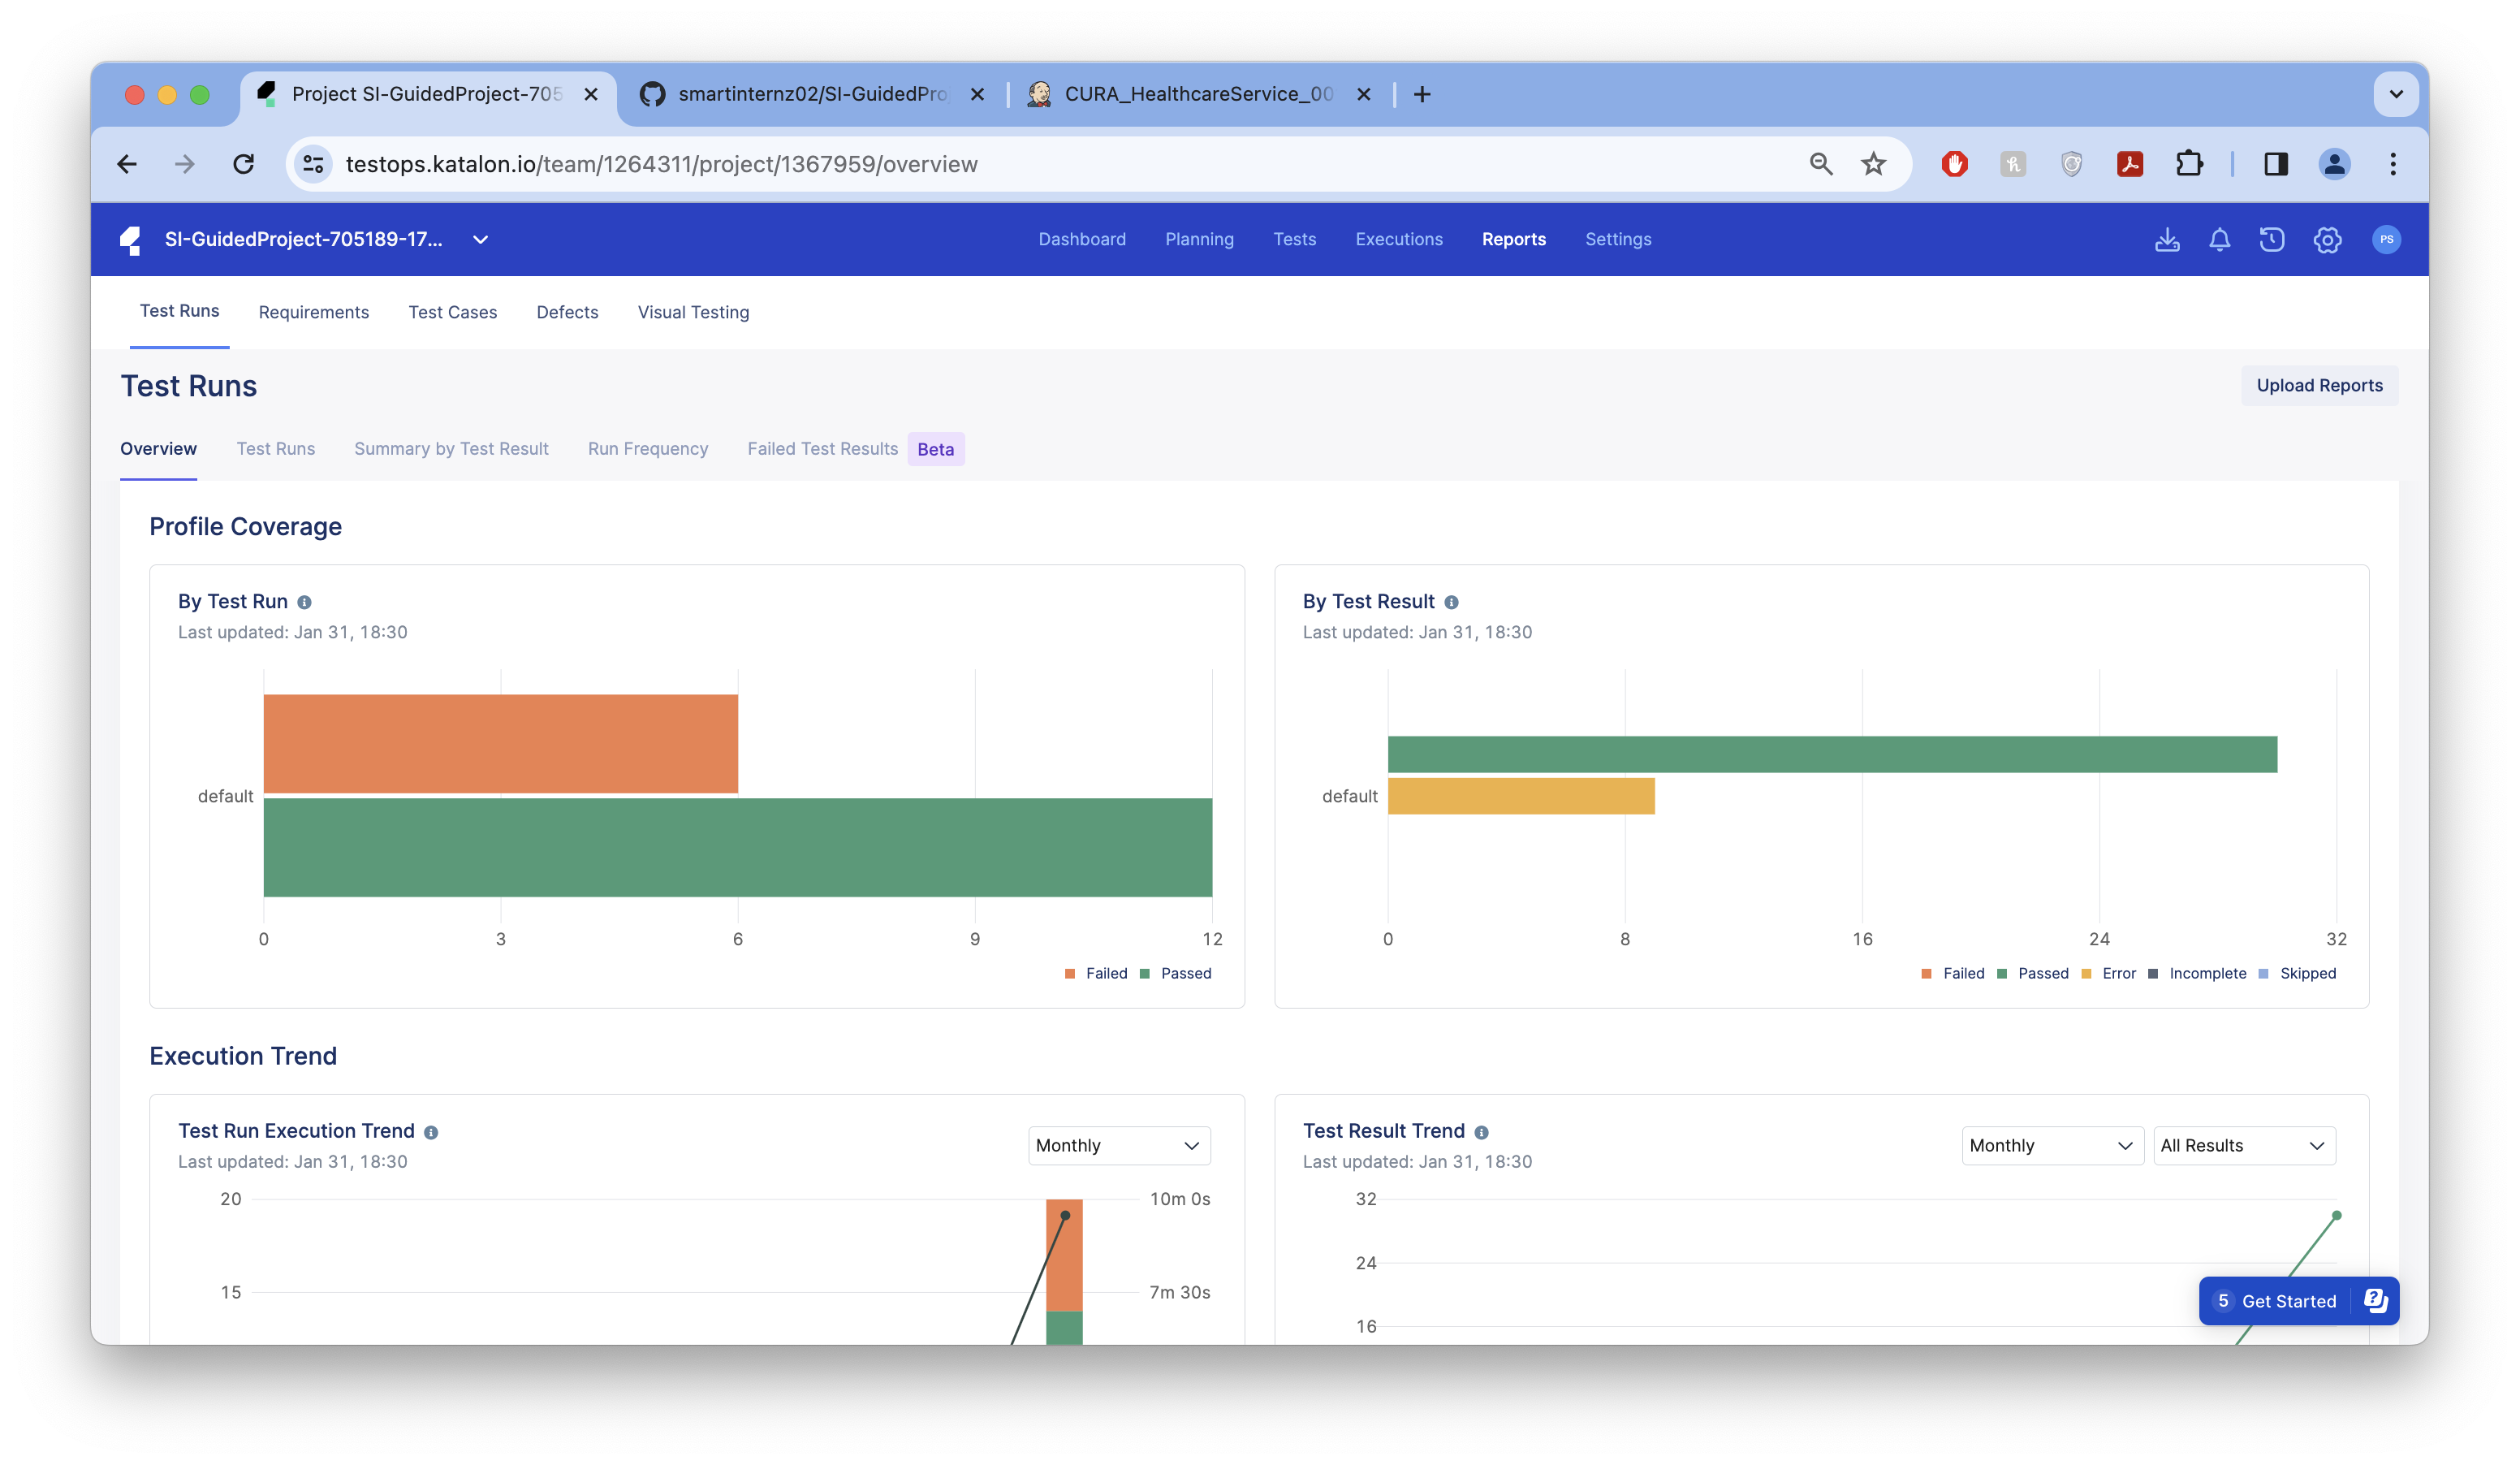 Project SI-GuidedProject-705
smartinternz02/SI-GuidedPro
CURA_HealthcareService_00
testops.katalon.io/team/1264311/project/1367959/overview
SI-GuidedProject-705189-17...
Dashboard Planning Tests Executions Reports Settings
PS
Test Runs Requirements Test Cases Defects Visual Testing
Test Runs
Upload Reports
Overview Test Runs Summary by Test Result Run Frequency Failed Test Results Beta
Profile Coverage
By Test Run
Last updated: Jan 31, 18:30
default
0 3 6 9 12
Failed Passed
By Test Result
Last updated: Jan 31, 18:30
default
0 8 16 24 32
Failed Passed Error Incomplete Skipped
Execution Trend
Test Run Execution Trend
Last updated: Jan 31, 18:30
Monthly
20 10m 0s
15 7m 30s
Test Result Trend
Last updated: Jan 31, 18:30
Monthly All Results
32
24
16
5 Get Started